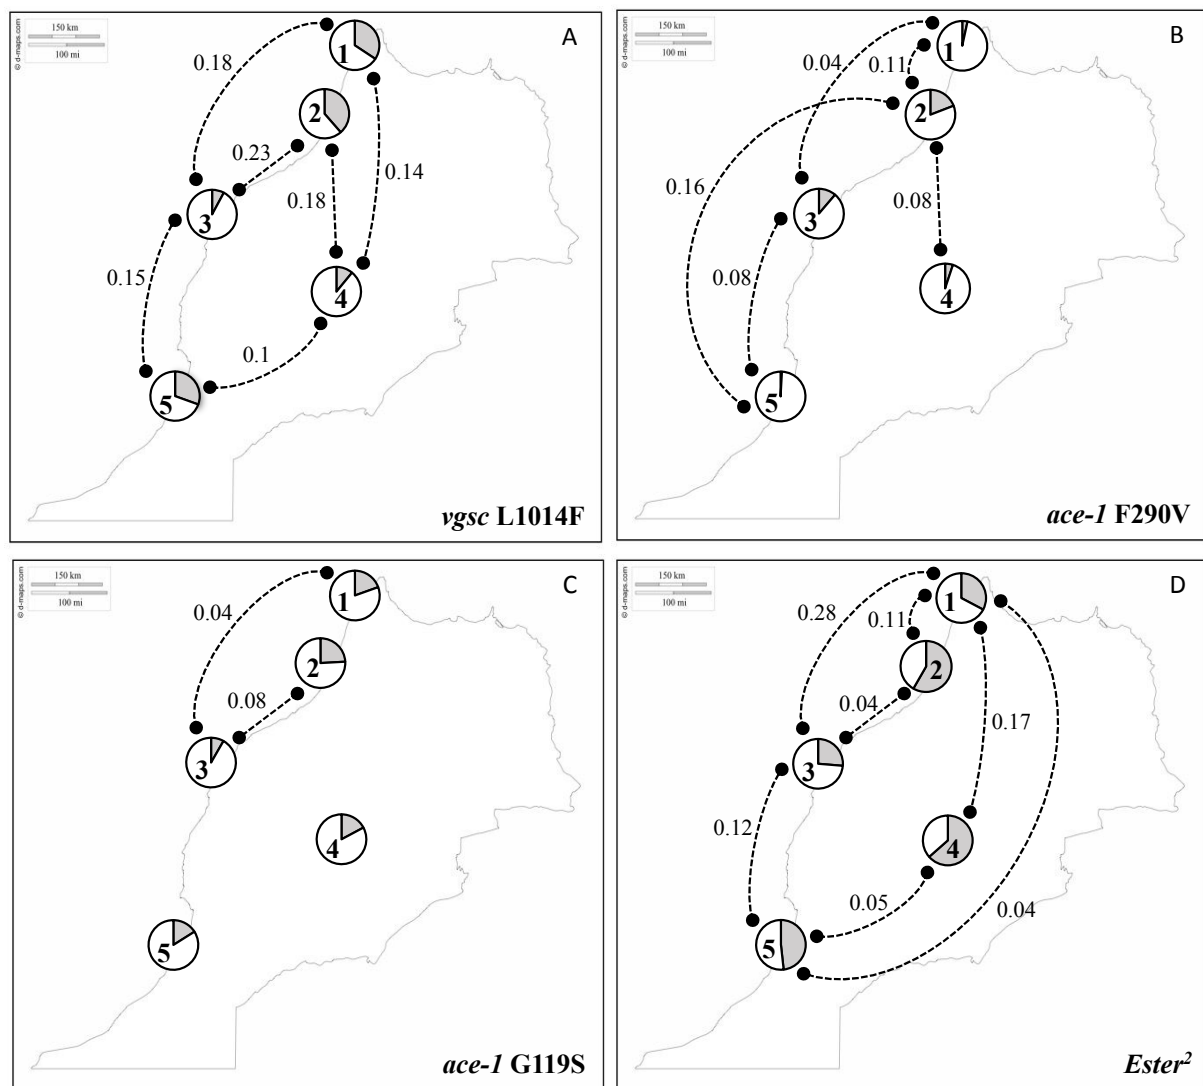 150 km
100 mi
© d-maps.com
A
1
0.18
2
0.23
0.14
0.18
3
4
0.15
0.1
5
vgsc L1014F
150 km
100 mi
© d-maps.com
B
1
0.04
0.11
2
0.16
0.08
3
0.08
4
5
ace-1 F290V
150 km
100 mi
© d-maps.com
C
1
0.04
2
0.08
3
4
5
ace-1 G119S
150 km
100 mi
© d-maps.com
D
1
0.28
0.11
2
0.04
0.17
3
0.12
4
0.05
0.04
5
Ester²